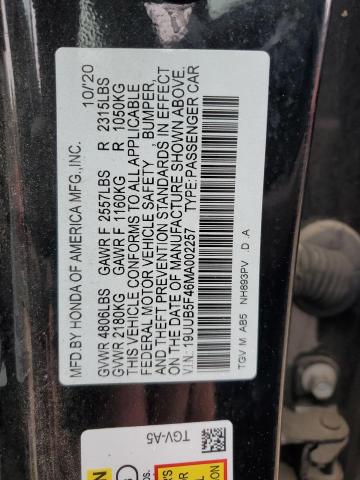 MFD.BY HONDA OF AMERICA MFG.,INC. 10/20
GVWR 4806LBS GAWR F 2557LBS R 2315LBS
GVWR 2180KG GAWR F 1160KG R 1050KG
THIS VEHICLE CONFORMS TO ALL APPLICABLE
FEDERAL MOTOR VEHICLE SAFETY BUMPER,
AND THEFT PREVENTION STANDARDS IN EFFECT
ON THE DATE OF MANUFACTURE SHOWN ABOVE.
V.I.N.: 19UUB5F46MA002257 TYPE:PASSENGER CAR
TGV M AB5 NH893PV D A
TGV-A5